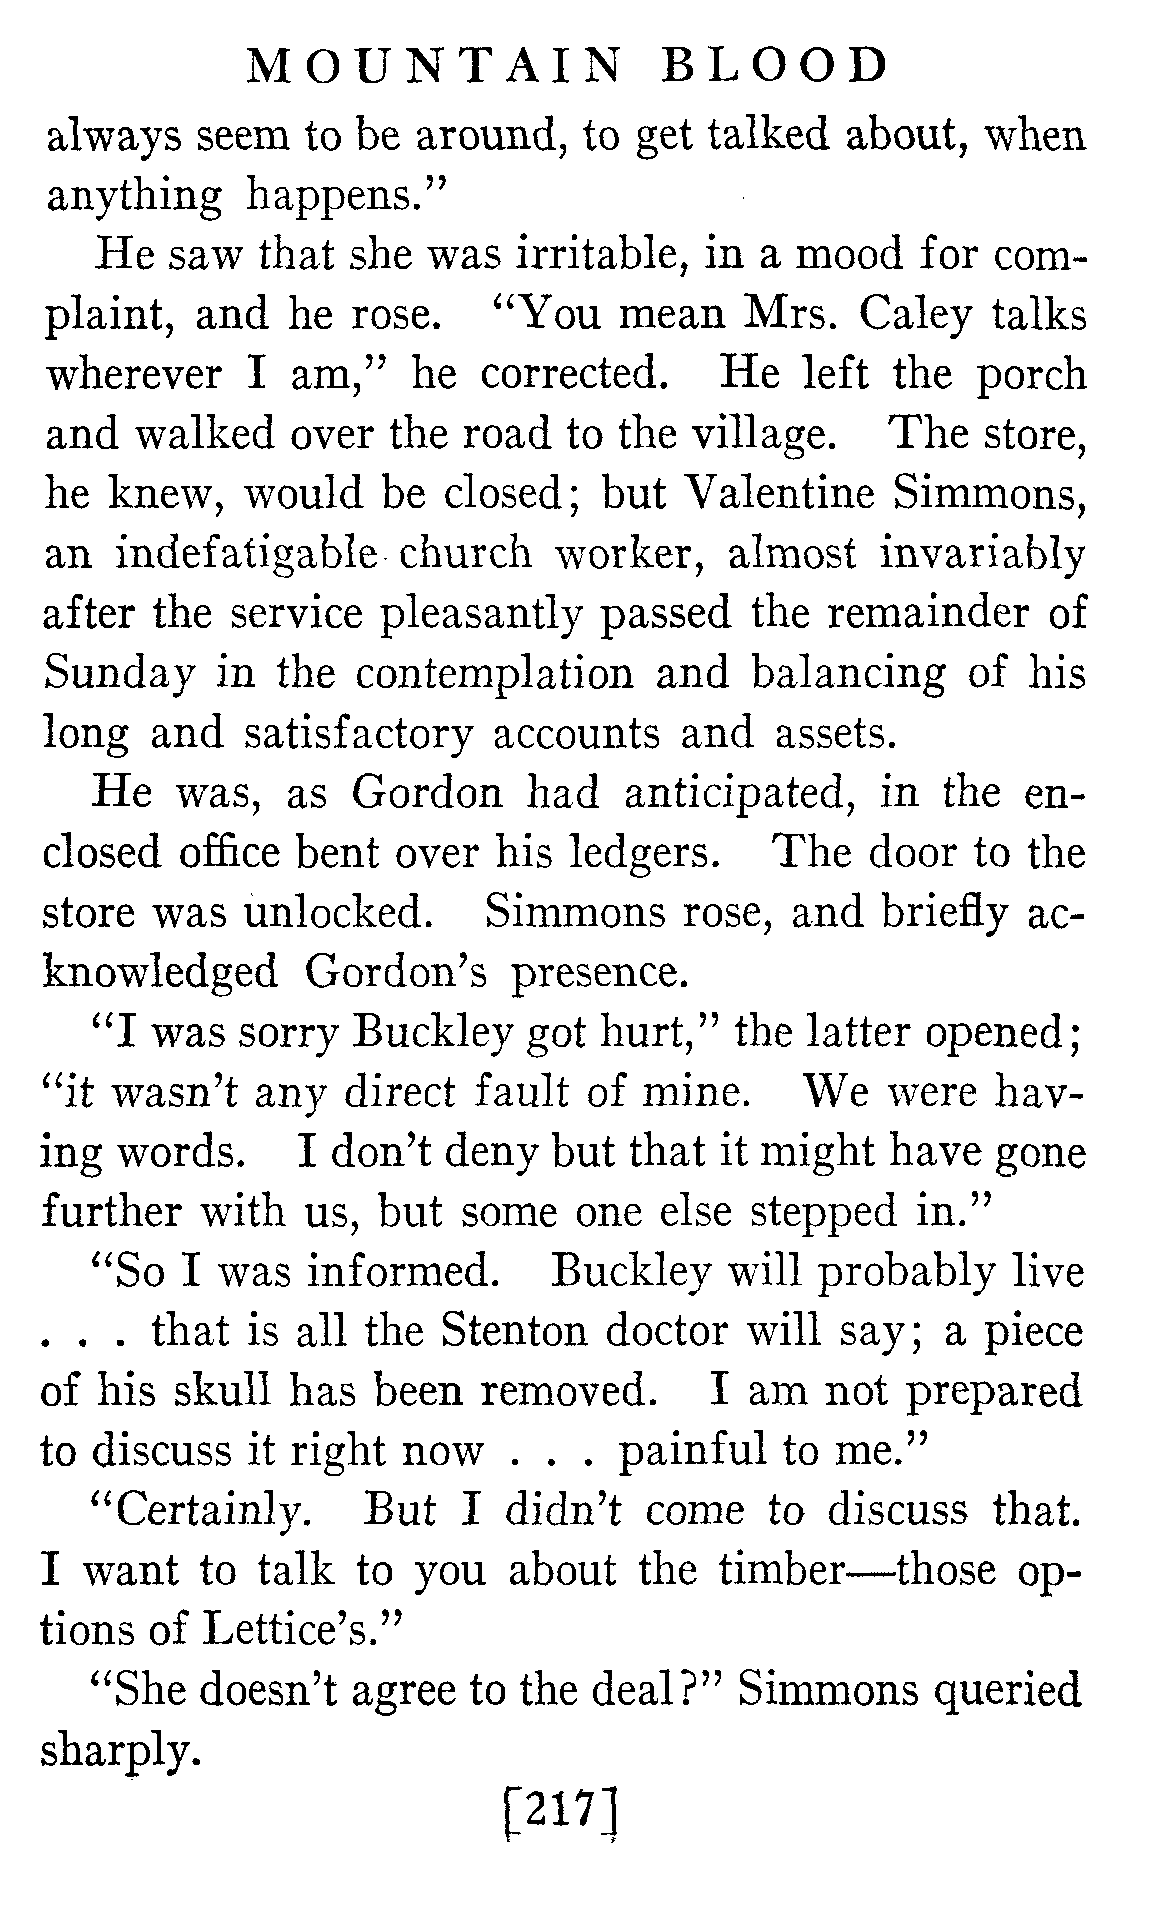 MOUNTAIN BLOOD
always seem to be around, to get talked about, when
anything happens."
He saw that she was irritable, in a mood for com-
plaint, and he rose. "You mean Mrs. Caley talks
wherever I am," he corrected. He left the porch
and walked over the road to the village. The store,
he knew, would be closed; but Valentine Simmons,
an indefatigable church worker, almost invariably
after the service pleasantly passed the remainder of
Sunday in the contemplation and balancing of his
long and satisfactory accounts and assets.
He was, as Gordon had anticipated, in the en-
closed office bent over his ledgers. The door to the
store was unlocked. Simmons rose, and briefly ac-
knowledged Gordon's presence.
"I was sorry Buckley got hurt," the latter opened;
"it wasn't any direct fault of mine. We were hav-
ing words. I don't deny but that it might have gone
further with us, but some one else stepped in."
"So I was informed. Buckley will probably live
. . . that is all the Stenton doctor will say; a piece
of his skull has been removed. I am not prepared
to discuss it right now . . . painful to me."
"Certainly. But I didn't come to discuss that.
I want to talk to you about the timber—those op-
tions of Lettice's."
"She doesn't agree to the deal?" Simmons queried
sharply.
[217]